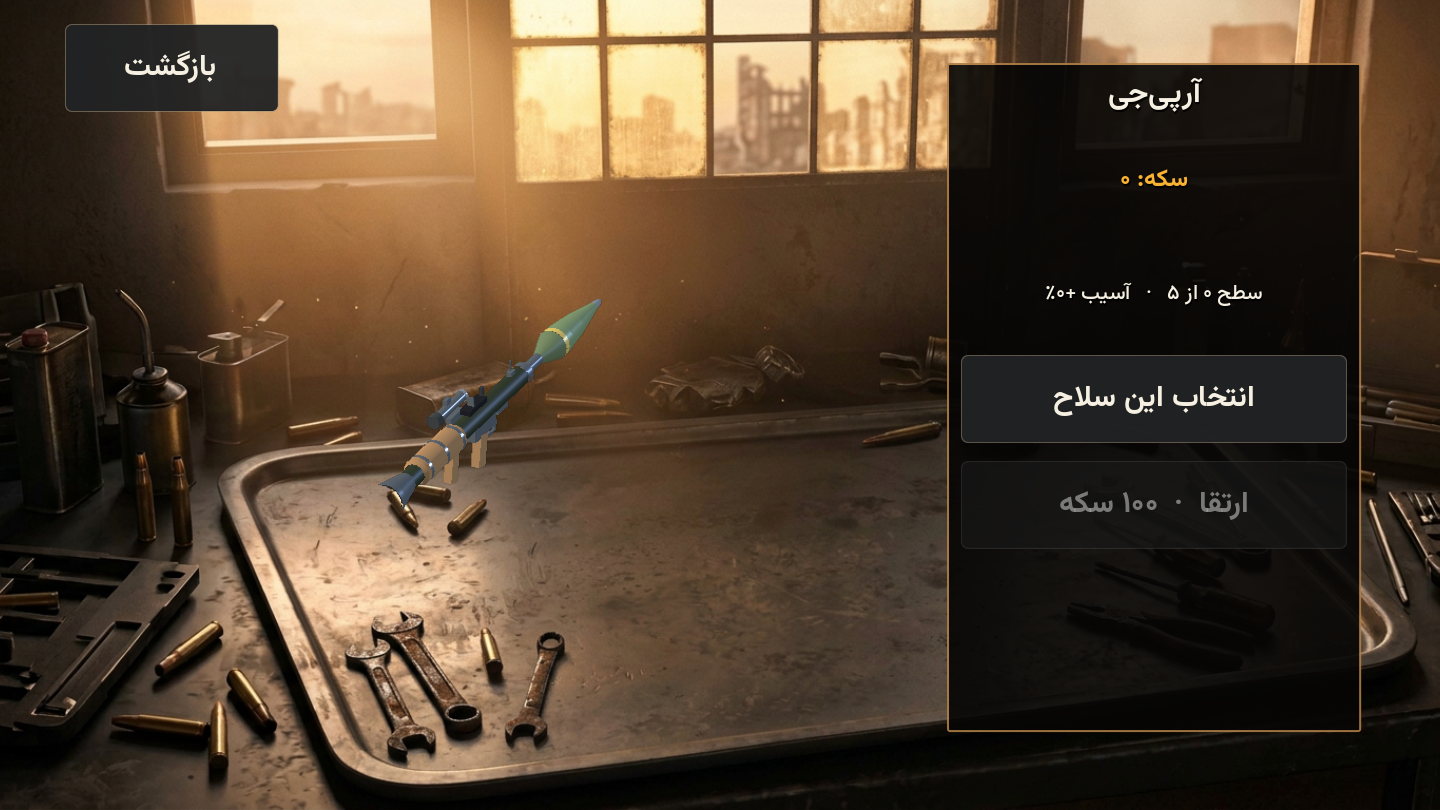 بازگشت
آرپی‌جی
سکه: ۰
سطح ۰ از ۵ · آسیب +۰٪
انتخاب این سلاح
ارتقا · ۱۰۰ سکه